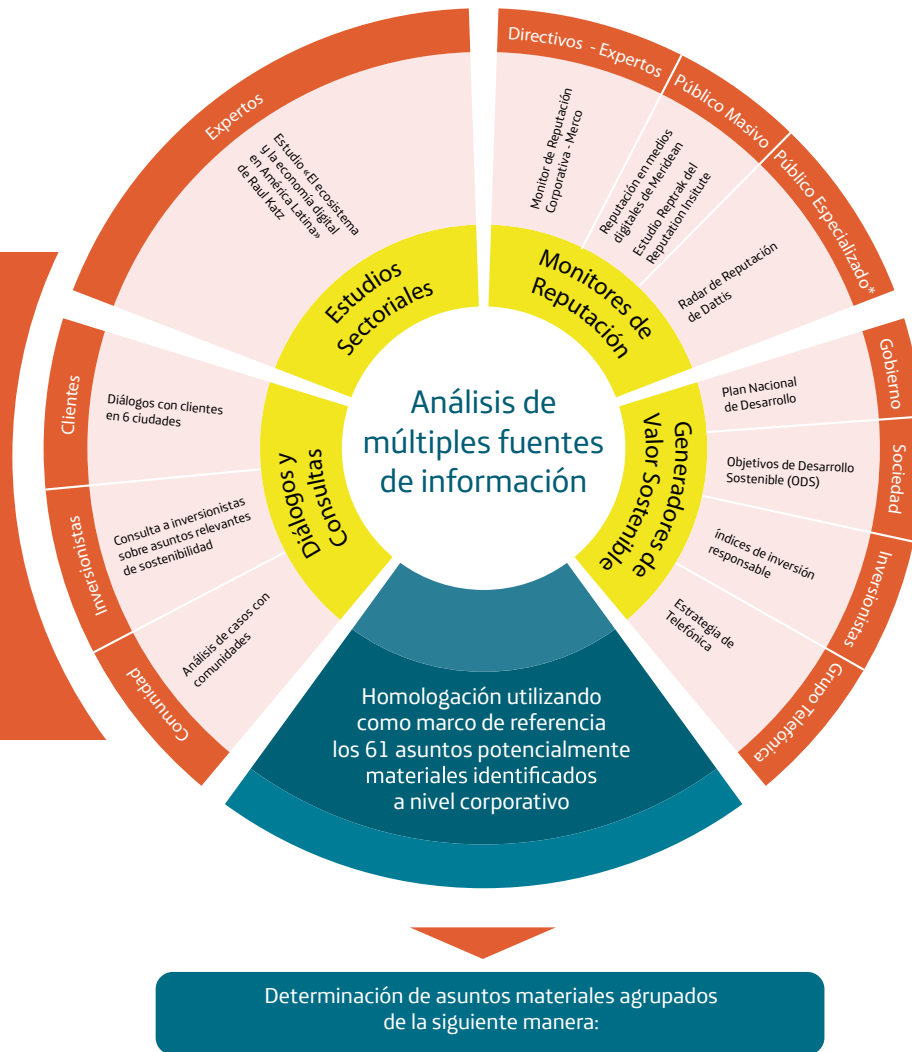 Expertos
Estudio «El ecosistema
y la economía digital
en América Latina»
de Raul Katz
Estudios
Sectoriales
Directivos - Expertos
Monitor de Reputación
Corporativa - Merco
Público Masivo
Reputación en medios
digitales de Meridean
Estudio Reptrak del
Reputation Insitute
Público Especializado*
Radar de Reputación
de Dattis
Monitores de
Reputación
Gobierno
Plan Nacional
de Desarrollo
Sociedad
Objetivos de Desarrollo
Sostenible (ODS)
Inversionistas
índices de inversión
responsable
Grupo Telefónica
Estrategia de
Telefónica
Generadores de
Valor Sostenible
Clientes
Diálogos con clientes
en 6 ciudades
Inversionistas
Consulta a inversionistas
sobre asuntos relevantes
de sostenibilidad
Comunidad
Análisis de casos con
comunidades
Diálogos y
Consultas
Análisis de
múltiples fuentes
de información
Homologación utilizando
como marco de referencia
los 61 asuntos potencialmente
materiales identificados
a nivel corporativo
Determinación de asuntos materiales agrupados
de la siguiente manera: